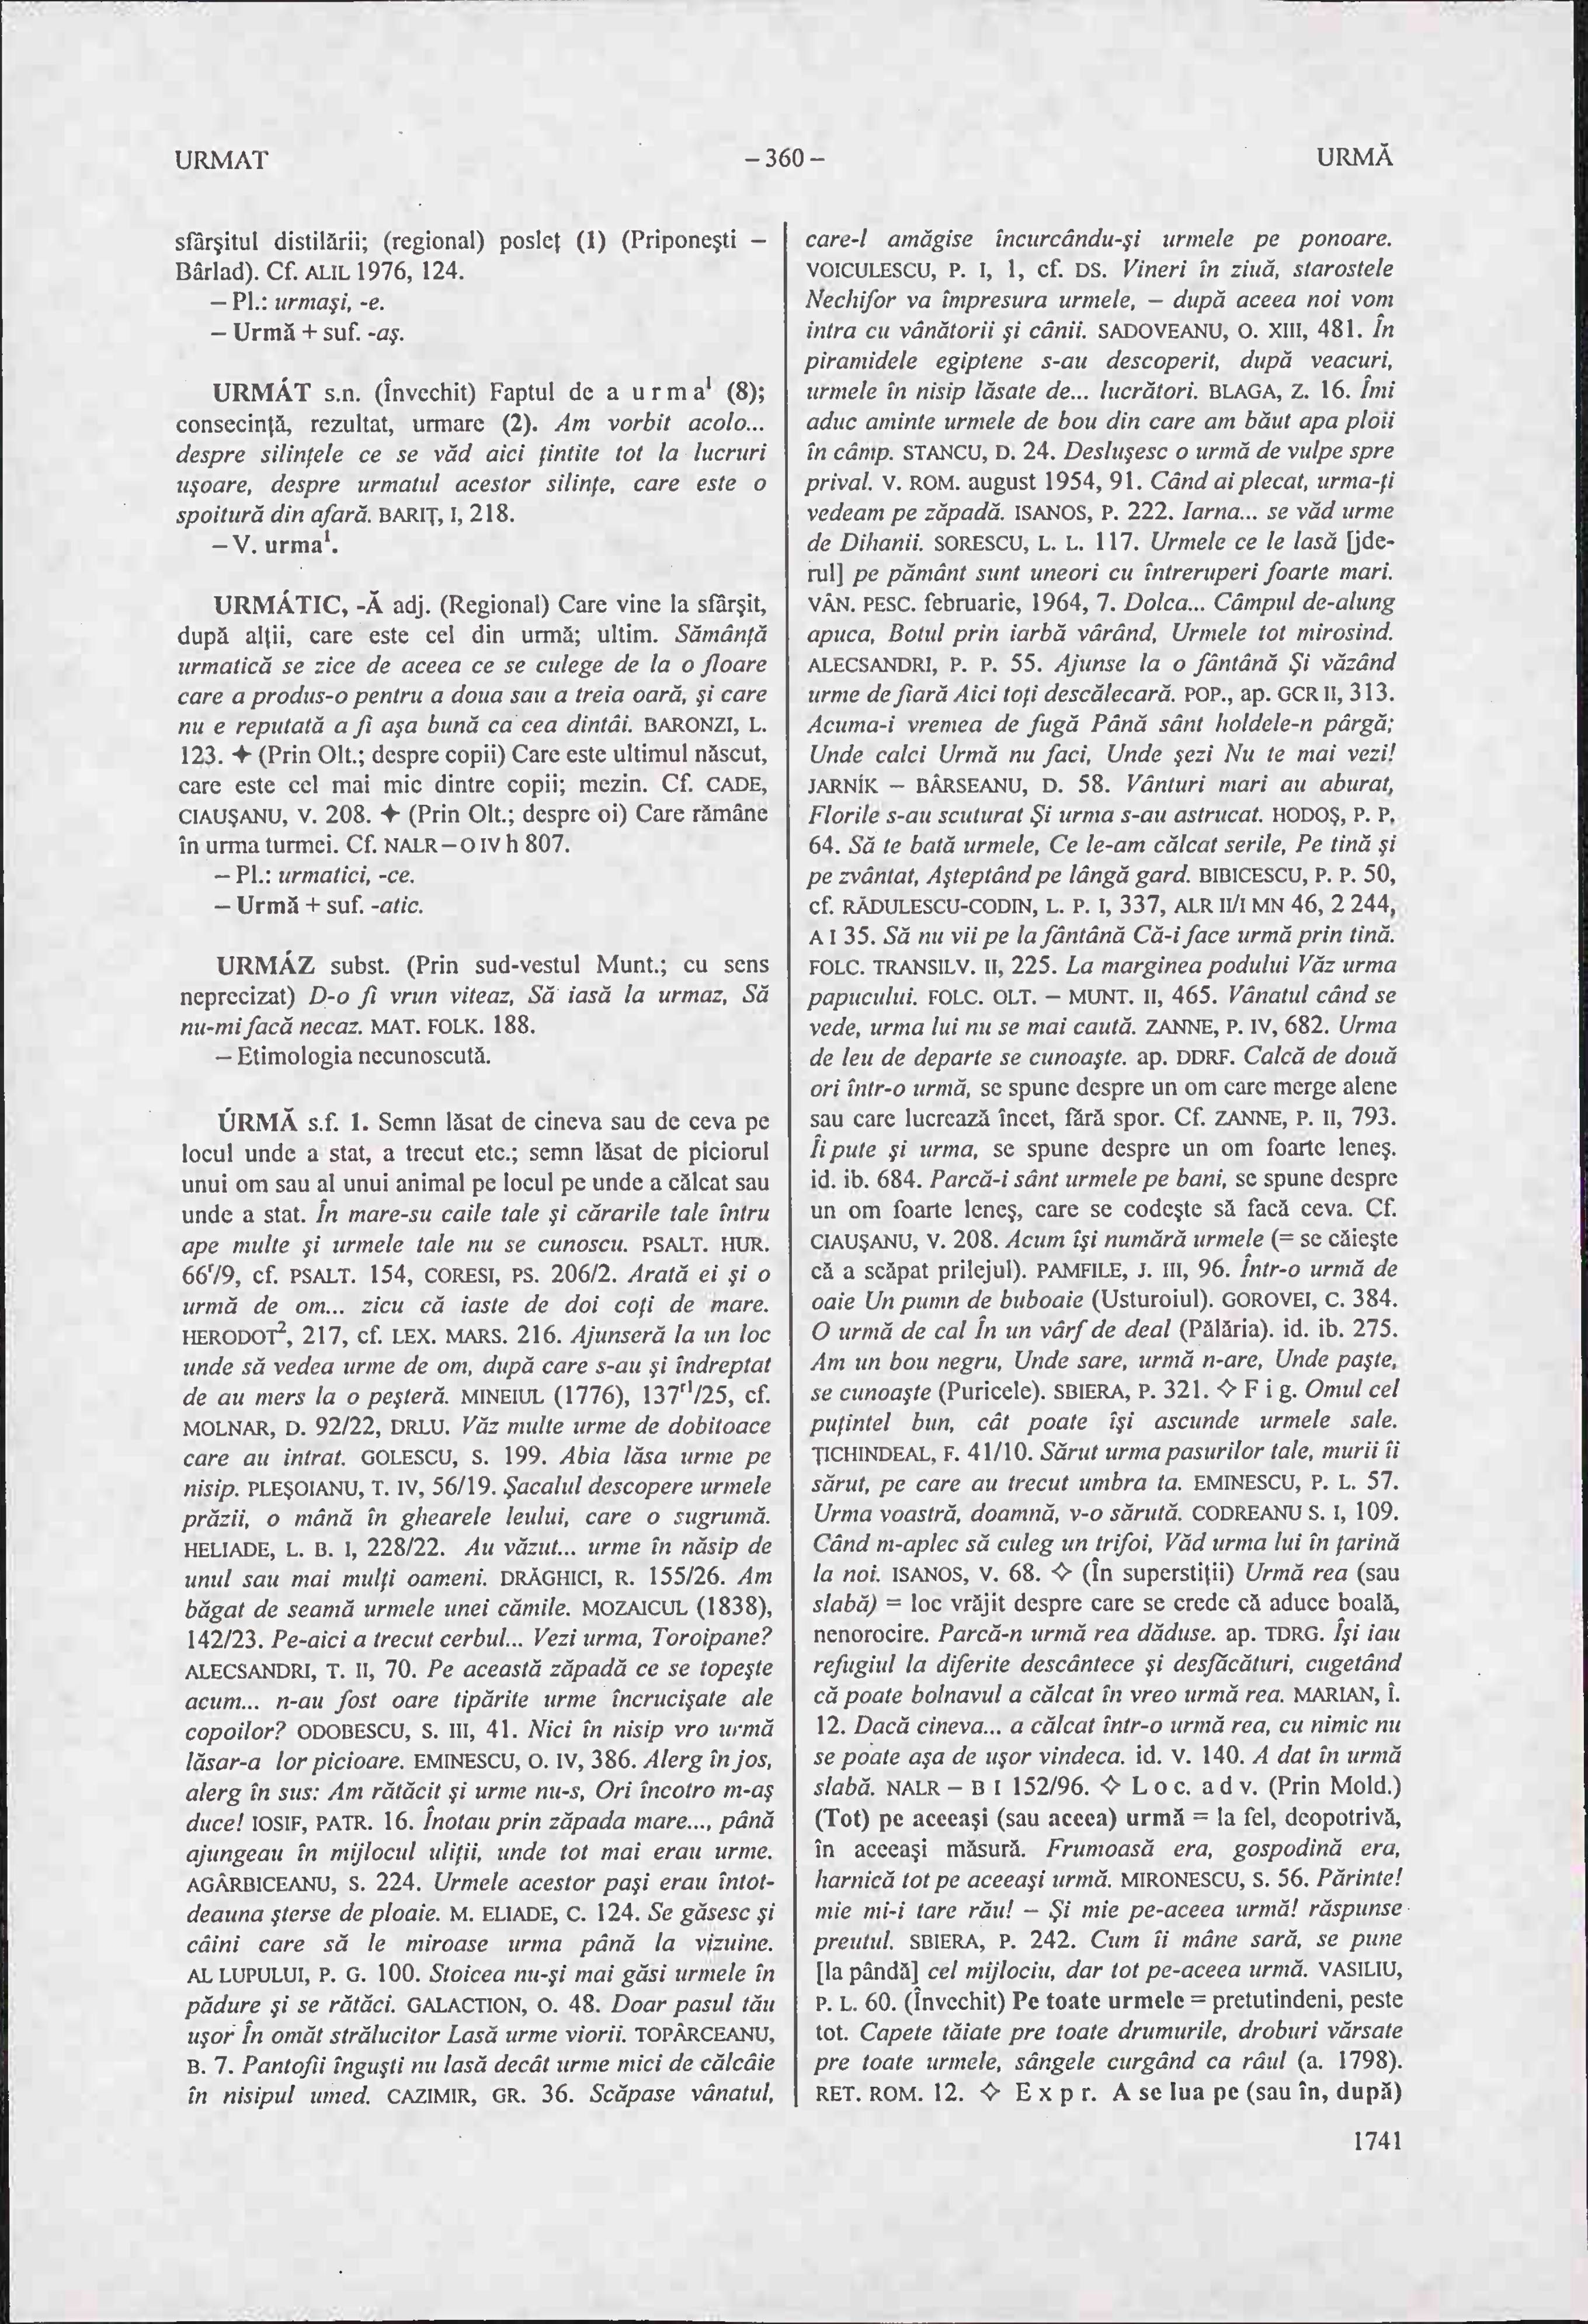 URMAT
– 360 –
URMĂ
sfârşitul distilării; (regional) posleţ (1) (Priponeşti –
Bârlad). Cf. ALIL 1976, 124.
– Pl.: urmaşi, -e.
– Urmă + suf. -aş.
URMÁT s.n. (Învechit) Faptul de a u r m a¹ (8);
consecinţă, rezultat, urmare (2). Am vorbit acolo...
despre silinţele ce se văd aici ţintite tot la lucruri
uşoare, despre urmatul acestor silinţe, care este o
spoitură din afară. BARIŢ, I, 218.
– V. urma¹.
URMÁTIC, -Ă adj. (Regional) Care vine la sfârşit,
după alţii, care este cel din urmă; ultim. Sămânţă
urmatică se zice de aceea ce se culege de la o floare
care a produs-o pentru a doua sau a treia oară, şi care
nu e reputată a fi aşa bună ca cea dintâi. BARONZI, L.
123. ✦ (Prin Olt.; despre copii) Care este ultimul născut,
care este cel mai mic dintre copii; mezin. Cf. CADE,
CIAUŞANU, V. 208. ✦ (Prin Olt.; despre oi) Care rămâne
în urma turmei. Cf. NALR – O IV h 807.
– Pl.: urmatici, -ce.
– Urmă + suf. -atic.
URMÁZ subst. (Prin sud-vestul Munt.; cu sens
neprecizat) D-o fi vrun viteaz, Să iasă la urmaz, Să
nu-mi facă necaz. MAT. FOLK. 188.
– Etimologia necunoscută.
ÚRMĂ s.f. 1. Semn lăsat de cineva sau de ceva pe
locul unde a stat, a trecut etc.; semn lăsat de piciorul
unui om sau al unui animal pe locul pe unde a călcat sau
unde a stat. În mare-su caile tale şi cărarile tale întru
ape multe şi urmele tale nu se cunoscu. PSALT. HUR.
66ʳ/9, cf. PSALT. 154, CORESI, PS. 206/2. Arată ei şi o
urmă de om... zicu că iaste de doi coţi de mare.
HERODOT², 217, cf. LEX. MARS. 216. Ajunseră la un loc
unde să vedea urme de om, după care s-au şi îndreptat
de au mers la o peşteră. MINEIUL (1776), 137ʳ¹/25, cf.
MOLNAR, D. 92/22, DRLU. Văz multe urme de dobitoace
care au intrat. GOLESCU, S. 199. Abia lăsa urme pe
nisip. PLEŞOIANU, T. IV, 56/19. Şacalul descopere urmele
prăzii, o mână în ghearele leului, care o sugrumă.
HELIADE, L. B. I, 228/22. Au văzut... urme în năsip de
unul sau mai mulţi oameni. DRĂGHICI, R. 155/26. Am
băgat de seamă urmele unei cămile. MOZAICUL (1838),
142/23. Pe-aici a trecut cerbul... Vezi urma, Toroipane?
ALECSANDRI, T. II, 70. Pe această zăpadă ce se topeşte
acum... n-au fost oare tipărite urme încrucişate ale
copoilor? ODOBESCU, S. III, 41. Nici în nisip vro urmă
lăsar-a lor picioare. EMINESCU, O. IV, 386. Alerg în jos,
alerg în sus: Am rătăcit şi urme nu-s, Ori încotro m-aş
duce! IOSIF, PATR. 16. Înotau prin zăpada mare..., până
ajungeau în mijlocul uliţii, unde tot mai erau urme.
AGÂRBICEANU, S. 224. Urmele acestor paşi erau întot-
deauna şterse de ploaie. M. ELIADE, C. 124. Se găsesc şi
câini care să le miroase urma până la vizuine.
AL LUPULUI, P. G. 100. Stoicea nu-şi mai găsi urmele în
pădure şi se rătăci. GALACTION, O. 48. Doar pasul tău
uşor În omăt strălucitor Lasă urme viorii. TOPÂRCEANU,
B. 7. Pantofii înguşti nu lasă decât urme mici de călcâie
în nisipul umed. CAZIMIR, GR. 36. Scăpase vânatul,
care-l amăgise încurcându-şi urmele pe ponoare.
VOICULESCU, P. I, 1, cf. DS. Vineri în ziuă, starostele
Nechifor va împresura urmele, – după aceea noi vom
intra cu vânătorii şi cânii. SADOVEANU, O. XIII, 481. În
piramidele egiptene s-au descoperit, după veacuri,
urmele în nisip lăsate de... lucrători. BLAGA, Z. 16. Îmi
aduc aminte urmele de bou din care am băut apa ploii
în câmp. STANCU, D. 24. Desluşesc o urmă de vulpe spre
prival. V. ROM. august 1954, 91. Când ai plecat, urma-ţi
vedeam pe zăpadă. ISANOS, P. 222. Iarna... se văd urme
de Dihanii. SORESCU, L. L. 117. Urmele ce le lasă [jde-
rul] pe pământ sunt uneori cu întreruperi foarte mari.
VÂN. PESC. februarie, 1964, 7. Dolca... Câmpul de-alung
apuca, Botul prin iarbă vârând, Urmele tot mirosind.
ALECSANDRI, P. P. 55. Ajunse la o fântână Şi văzând
urme de fiară Aici toţi descălecară. POP., ap. GCR II, 313.
Acuma-i vremea de fugă Până sânt holdele-n pârgă;
Unde calci Urmă nu faci, Unde şezi Nu te mai vezi!
JARNÍK – BÂRSEANU, D. 58. Vânturi mari au aburat,
Florile s-au scuturat Şi urma s-au astrucat. HODOŞ, P. P.
64. Să te bată urmele, Ce le-am călcat serile, Pe tină şi
pe zvântat, Aşteptând pe lângă gard. BIBICESCU, P. P. 50,
cf. RĂDULESCU-CODIN, L. P. I, 337, ALR II/I MN 46, 2 244,
A I 35. Să nu vii pe la fântână Că-i face urmă prin tină.
FOLC. TRANSILV. II, 225. La marginea podului Văz urma
papucului. FOLC. OLT. – MUNT. II, 465. Vânatul când se
vede, urma lui nu se mai caută. ZANNE, P. IV, 682. Urma
de leu de departe se cunoaşte. ap. DDRF. Calcă de două
ori într-o urmă, se spune despre un om care merge alene
sau care lucrează încet, fără spor. Cf. ZANNE, P. II, 793.
Îi pute şi urma, se spune despre un om foarte leneş.
id. ib. 684. Parcă-i sânt urmele pe bani, se spune despre
un om foarte leneş, care se codeşte să facă ceva. Cf.
CIAUŞANU, V. 208. Acum îşi numără urmele (= se căieşte
că a scăpat prilejul). PAMFILE, J. III, 96. Într-o urmă de
oaie Un pumn de buboaie (Usturoiul). GOROVEI, C. 384.
O urmă de cal În un vârf de deal (Pălăria). id. ib. 275.
Am un bou negru, Unde sare, urmă n-are, Unde paşte,
se cunoaşte (Puricele). SBIERA, P. 321. ✧ F i g. Omul cel
puţintel bun, cât poate îşi ascunde urmele sale.
ŢICHINDEAL, F. 41/10. Sărut urma pasurilor tale, murii îi
sărut, pe care au trecut umbra ta. EMINESCU, P. L. 57.
Urma voastră, doamnă, v-o sărută. CODREANU S. I, 109.
Când m-aplec să culeg un trifoi, Văd urma lui în ţarină
la noi. ISANOS, V. 68. ✧ (În superstiţii) Urmă rea (sau
slabă) = loc vrăjit despre care se crede că aduce boală,
nenorocire. Parcă-n urmă rea dăduse. ap. TDRG. Îşi iau
refugiul la diferite descântece şi desfăcături, cugetând
că poate bolnavul a călcat în vreo urmă rea. MARIAN, Î.
12. Dacă cineva... a călcat într-o urmă rea, cu nimic nu
se poate aşa de uşor vindeca. id. V. 140. A dat în urmă
slabă. NALR – B I 152/96. ✧ L o c. a d v. (Prin Mold.)
(Tot) pe aceeaşi (sau aceea) urmă = la fel, deopotrivă,
în aceeaşi măsură. Frumoasă era, gospodină era,
harnică tot pe aceeaşi urmă. MIRONESCU, S. 56. Părinte!
mie mi-i tare rău! – Şi mie pe-aceea urmă! răspunse
preutul. SBIERA, P. 242. Cum îi mâne sară, se pune
[la pândă] cel mijlociu, dar tot pe-aceea urmă. VASILIU,
P. L. 60. (Învechit) Pe toate urmele = pretutindeni, peste
tot. Capete tăiate pre toate drumurile, droburi vărsate
pre toate urmele, sângele curgând ca râul (a. 1798).
RET. ROM. 12. ✧ E x p r. A se lua pe (sau în, după)
1741